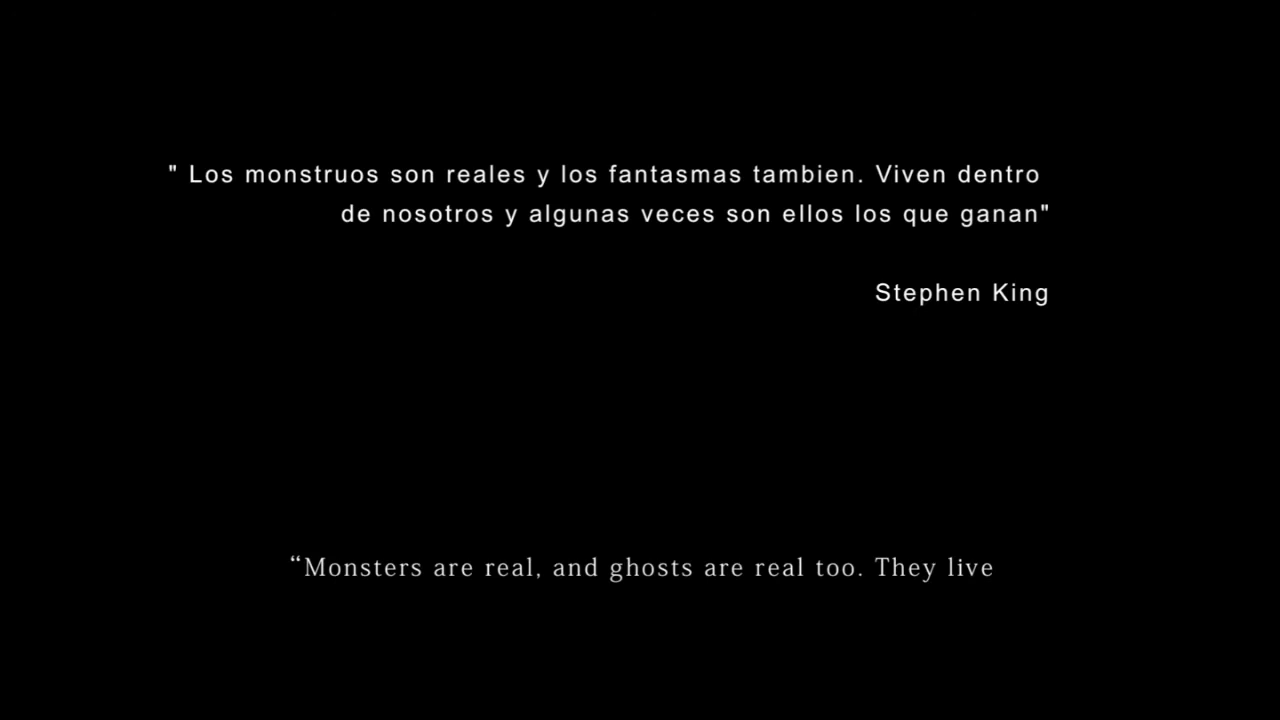 " Los monstruos son reales y los fantasmas tambien. Viven dentro
de nosotros y algunas veces son ellos los que ganan"
Stephen King
“Monsters are real, and ghosts are real too. They live